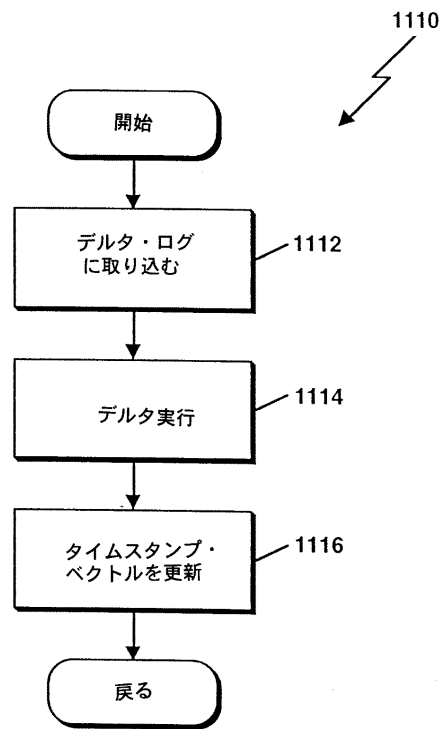 1110
開始
デルタ・ログ
に取り込む
1112
デルタ実行
1114
タイムスタンプ・
ベクトルを更新
1116
戻る